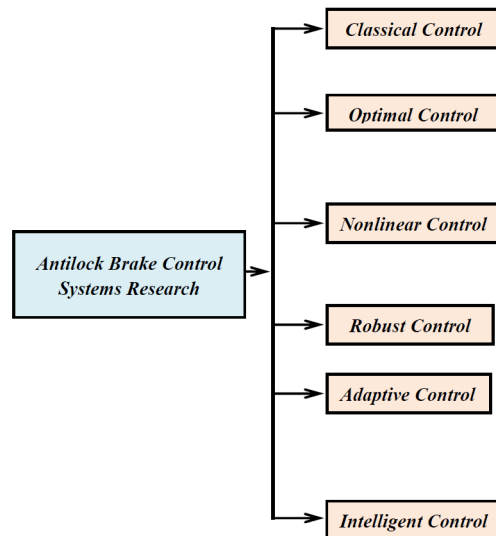 Classical Control
Optimal Control
Nonlinear Control
Antilock Brake Control
Systems Research
Robust Control
Adaptive Control
Intelligent Control